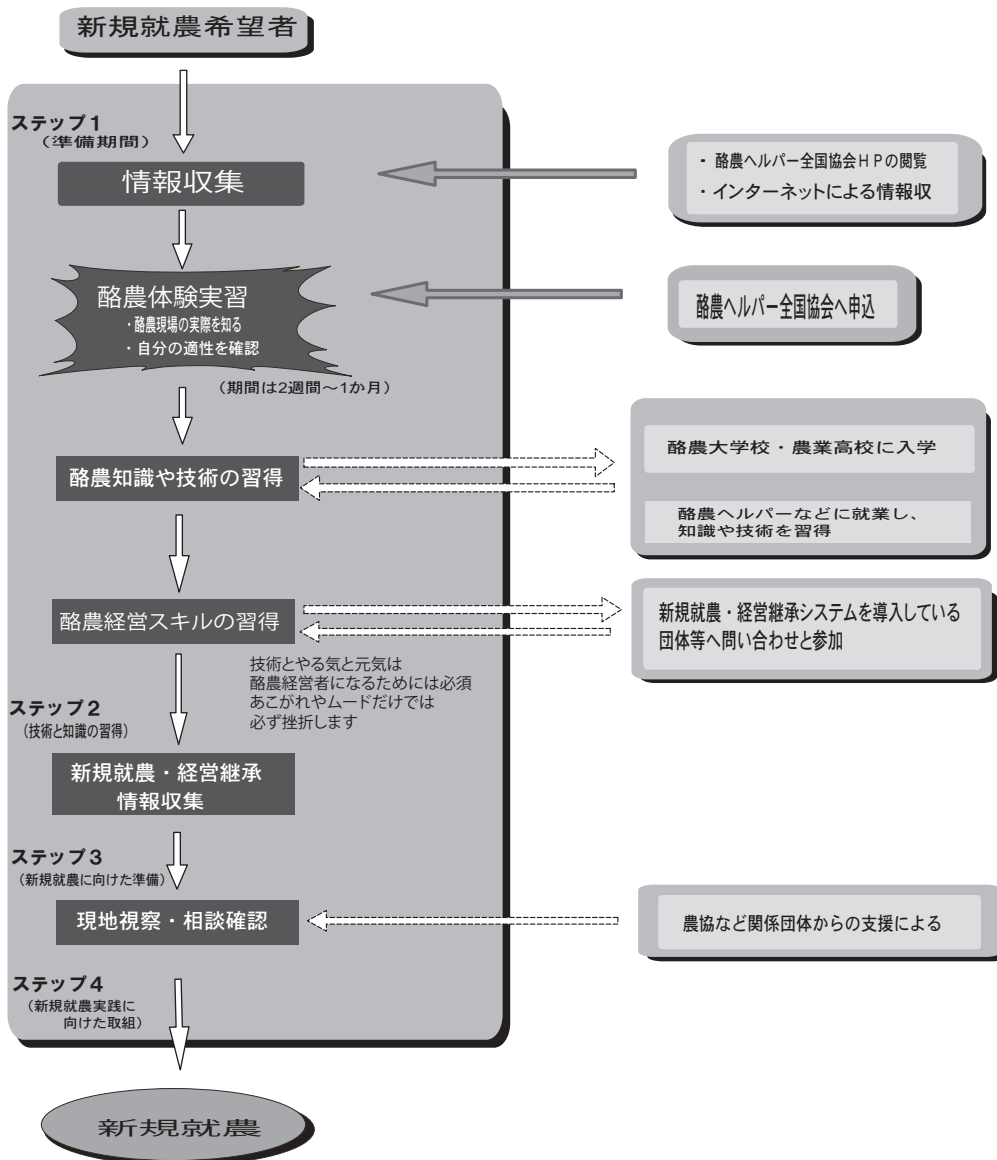 新規就農希望者
ステップ1
(準備期間)
情報収集
・ 酪農ヘルパー全国協会HPの閲覧
・インターネットによる情報収
酪農体験実習
・酪農現場の実際を知る
・自分の適性を確認
酪農ヘルパー全国協会へ申込
(期間は2週間~1か月)
酪農知識や技術の習得
酪農大学校・農業高校に入学
酪農ヘルパーなどに就業し、
知識や技術を習得
酪農経営スキルの習得
新規就農・経営継承システムを導入している
団体等へ問い合わせと参加
技術とやる気と元気は
酪農経営者になるためには必須
あこがれやムードだけでは
必ず挫折します
ステップ2
(技術と知識の習得)
新規就農・経営継承
情報収集
ステップ3
(新規就農に向けた準備)
現地視察・相談確認
農協など関係団体からの支援による
ステップ4
(新規就農実践に
向けた取組)
新規就農